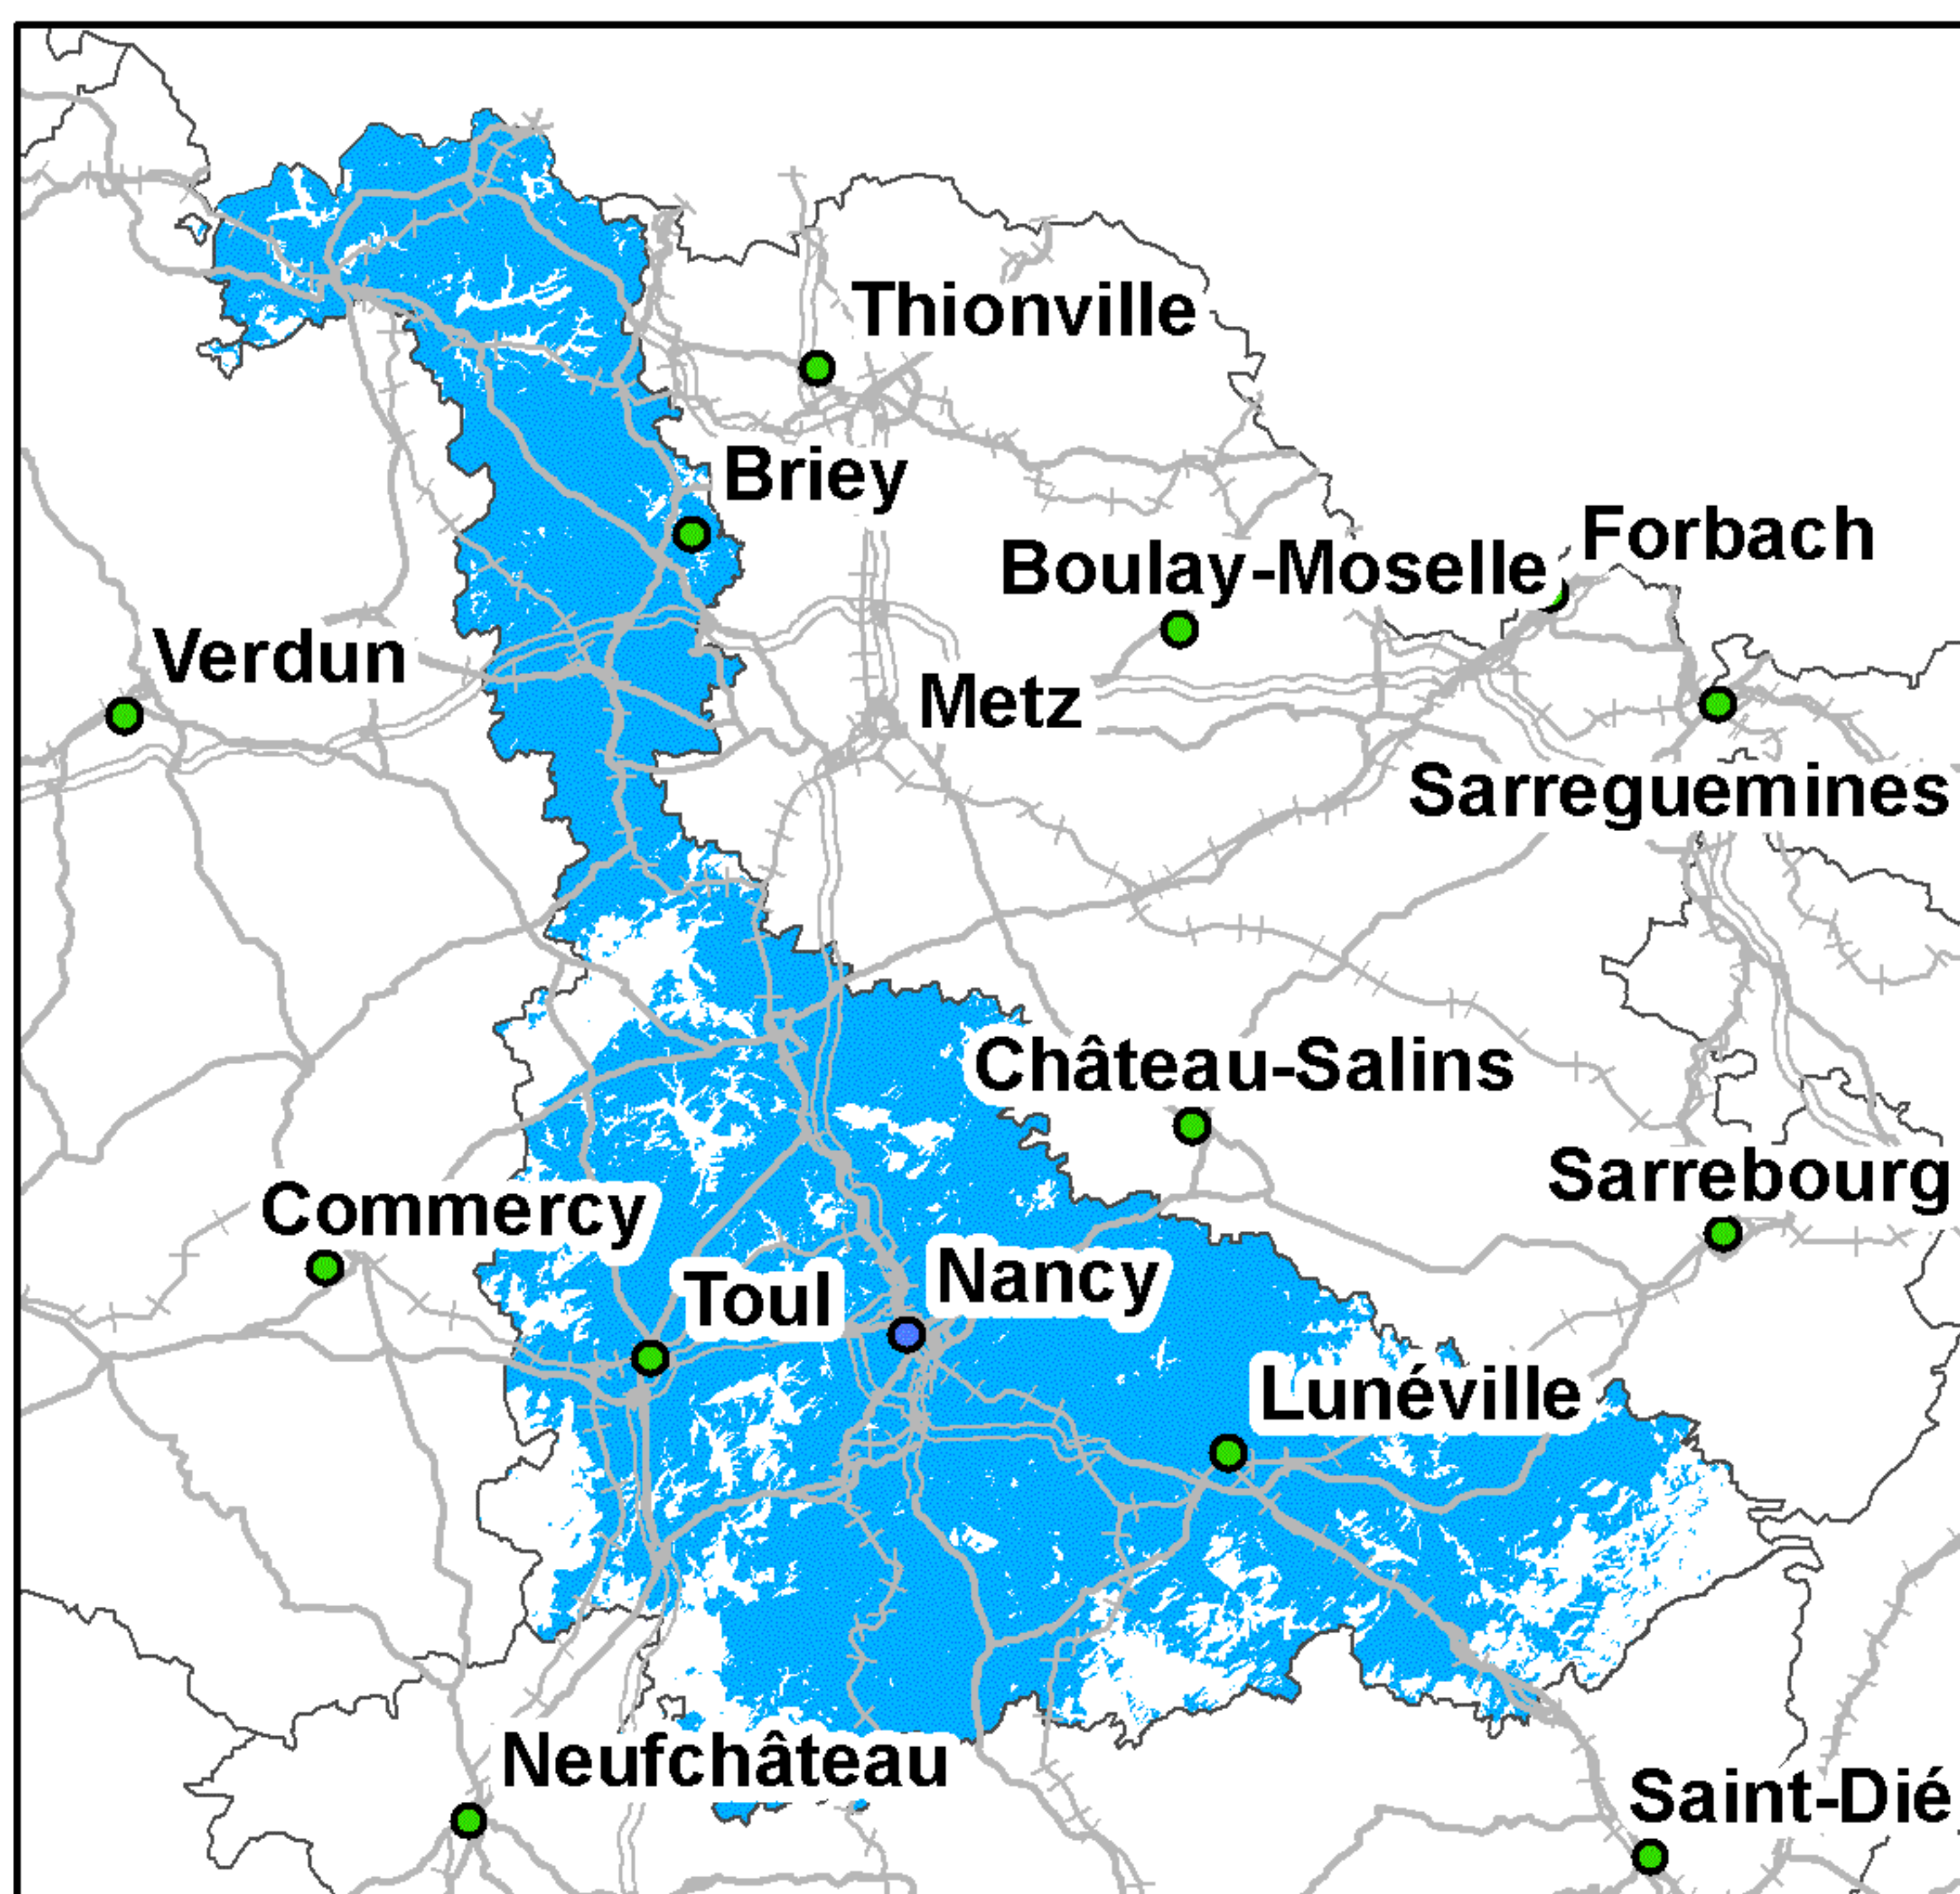 Thionville
Briey
Forbach
Boulay-Moselle
Verdun
Metz
Sarreguemines
Château-Salins
Sarrebourg
Commercy
Nancy
Toul
Lunéville
Neufchâteau
Saint-Dié